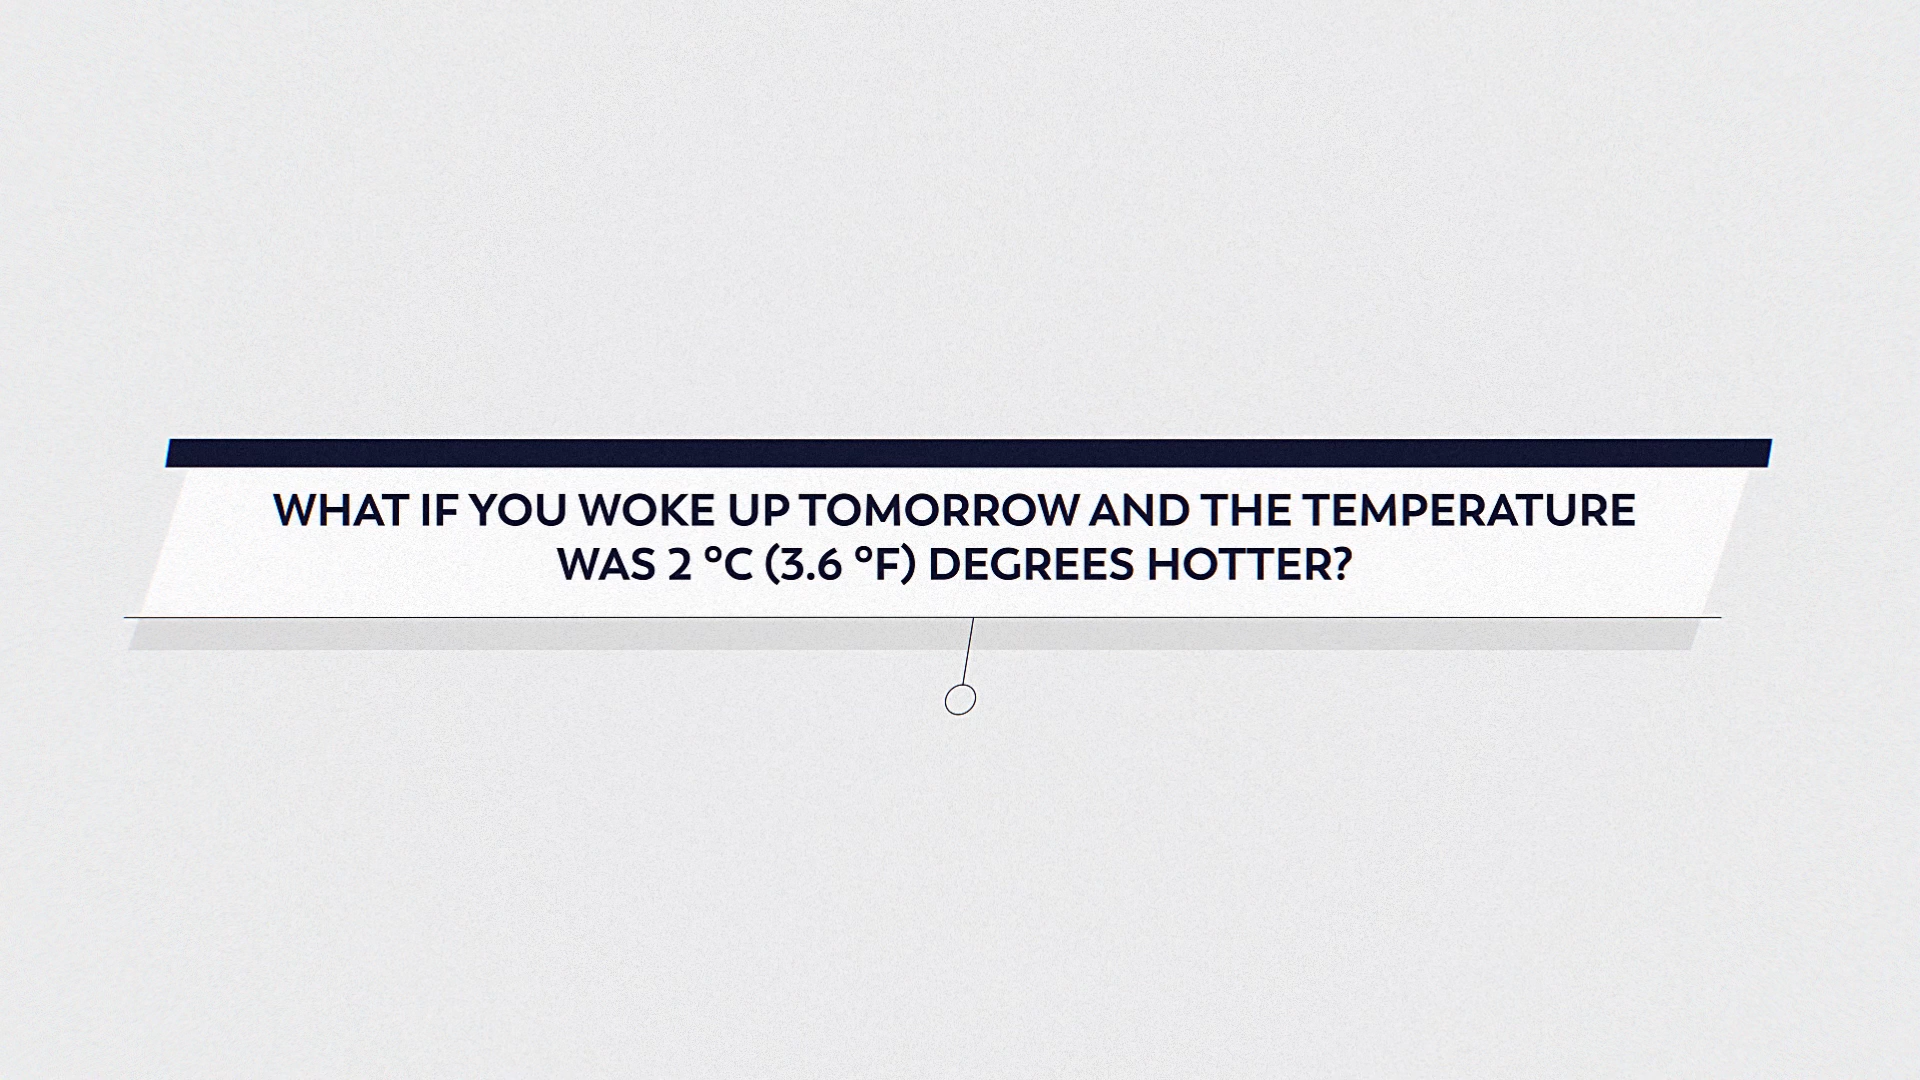 WHAT IF YOU WOKE UP TOMORROW AND THE TEMPERATURE
WAS 2 °C (3.6 °F) DEGREES HOTTER?